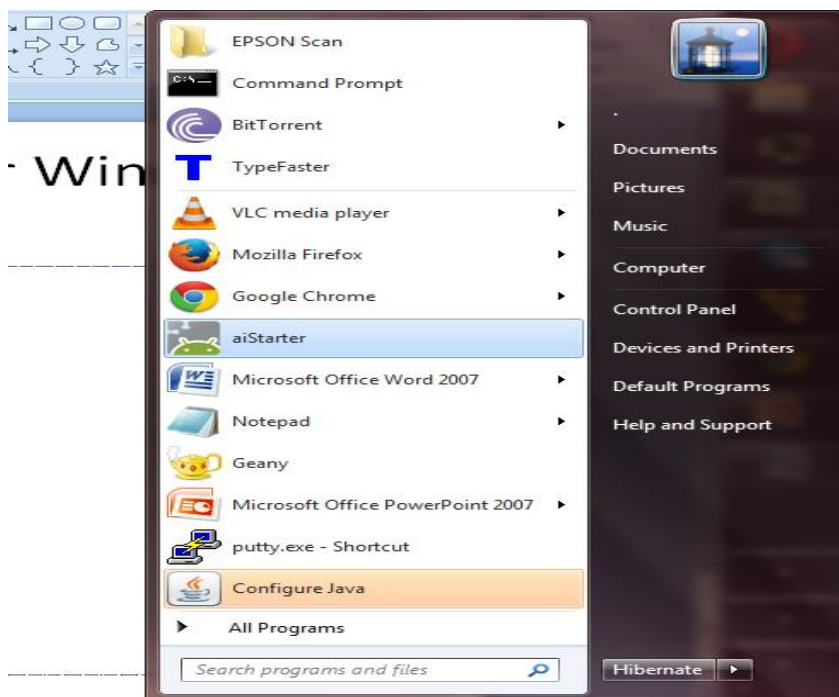 r Win
EPSON Scan
C:\
Command Prompt
BitTorrent
TypeFaster
VLC media player
Mozilla Firefox
Google Chrome
aiStarter
Microsoft Office Word 2007
Notepad
Geany
Microsoft Office PowerPoint 2007
putty.exe - Shortcut
Configure Java
All Programs
Search programs and files
.
Documents
Pictures
Music
Computer
Control Panel
Devices and Printers
Default Programs
Help and Support
Hibernate